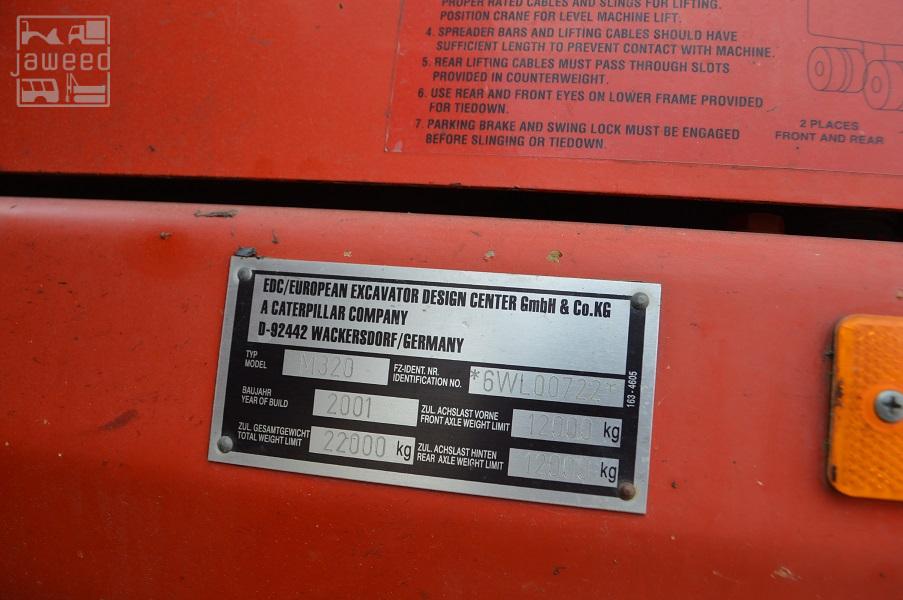 jaweed
PROPER RATED CABLES AND SLINGS FOR LIFTING.
POSITION CRANE FOR LEVEL MACHINE LIFT.
4. SPREADER BARS AND LIFTING CABLES SHOULD HAVE
SUFFICIENT LENGTH TO PREVENT CONTACT WITH MACHINE.
5. REAR LIFTING CABLES MUST PASS THROUGH SLOTS
PROVIDED IN COUNTERWEIGHT.
6. USE REAR AND FRONT EYES ON LOWER FRAME PROVIDED
FOR TIEDOWN.
7. PARKING BRAKE AND SWING LOCK MUST BE ENGAGED
BEFORE SLINGING OR TIEDOWN.
2 PLACES
FRONT AND REAR
EDC/EUROPEAN EXCAVATOR DESIGN CENTER GmbH & Co.KG
A CATERPILLAR COMPANY
D-92442 WACKERSDORF/GERMANY
TYP
MODEL
M320
FZ-IDENT. NR.
IDENTIFICATION NO.
*6WL00722*
BAUJAHR
YEAR OF BUILD
2001
ZUL. ACHSLAST VORNE
FRONT AXLE WEIGHT LIMIT
12000 kg
ZUL. GESAMTGEWICHT
TOTAL WEIGHT LIMIT
22000 kg
ZUL. ACHSLAST HINTEN
REAR AXLE WEIGHT LIMIT
12000 kg
163-4605